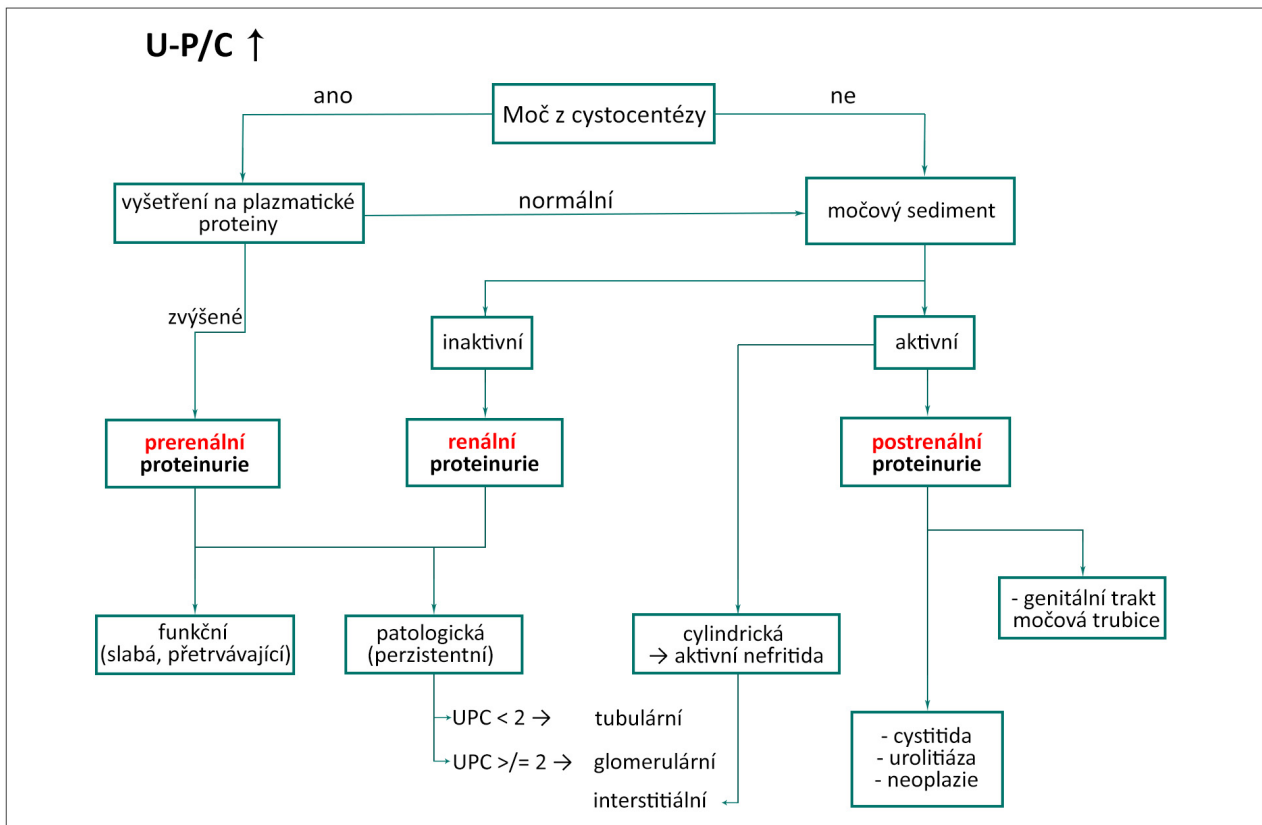 U-P/C ↑
ano
Moč z cystocentézy
ne
vyšetření na plazmatické
proteiny
normální
močový sediment
zvýšené
inaktivní
aktivní
prerenální
proteinurie
renální
proteinurie
postrenální
proteinurie
- genitální trakt
močová trubice
funkční
(slabá, přetrvávající)
patologická
(perzistentní)
cylindrická
→ aktivní nefritida
UPC < 2 → tubulární
UPC >/= 2 → glomerulární
interstitiální
- cystitida
- urolitiáza
- neoplazie